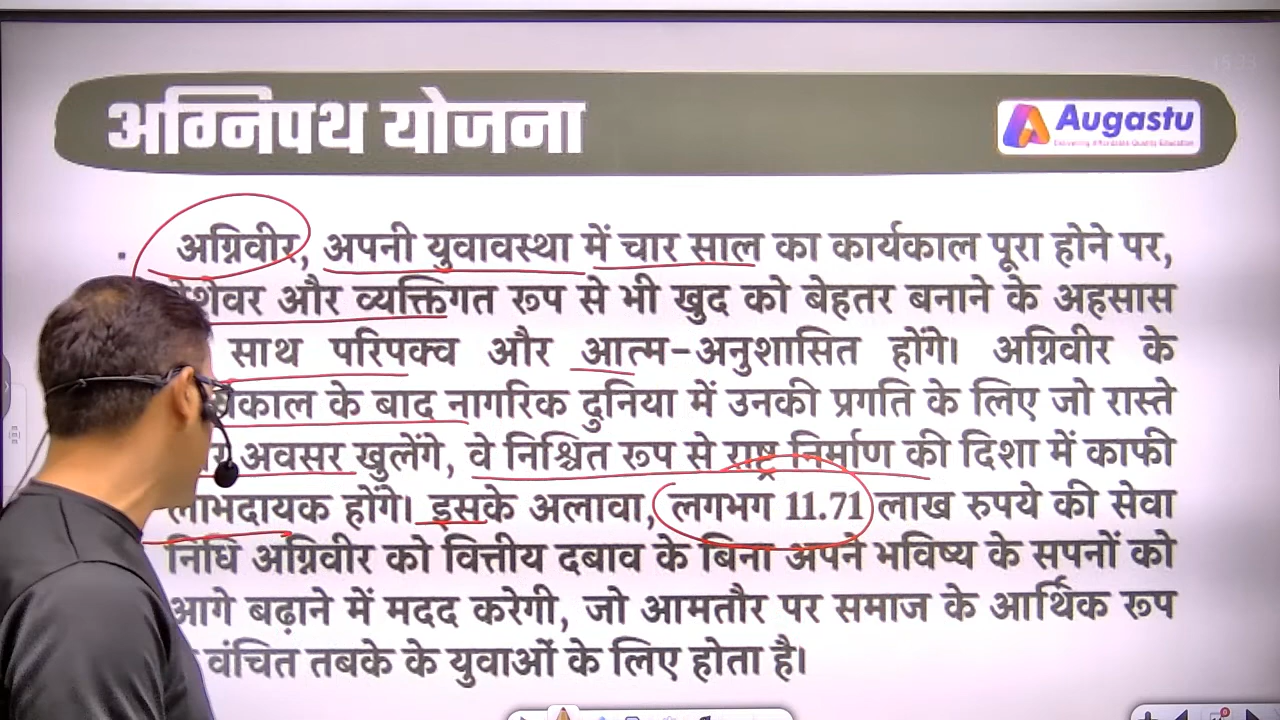 अग्निपथ योजना
Augastu
अग्निवीर, अपनी युवावस्था में चार साल का कार्यकाल पूरा होने पर,
और व्यक्तिगत रूप से भी खुद को बेहतर बनाने के अहसास
साथ परिपक्व और आत्म-अनुशासित होंगे। अग्निवीर के
के बाद नागरिक दुनिया में उनकी प्रगति के लिए जो रास्ते
अवसर खुलेंगे, वे निश्चित रूप से राष्ट्र निर्माण की दिशा में काफी
लाभदायक होंगे। इसके अलावा, लगभग 11.71 लाख रुपये की सेवा
निधि अग्निवीर को वित्तीय दबाव के बिना अपने भविष्य के सपनों को
आगे बढ़ाने में मदद करेगी, जो आमतौर पर समाज के आर्थिक रूप
वंचित तबके के युवाओं के लिए होता है।